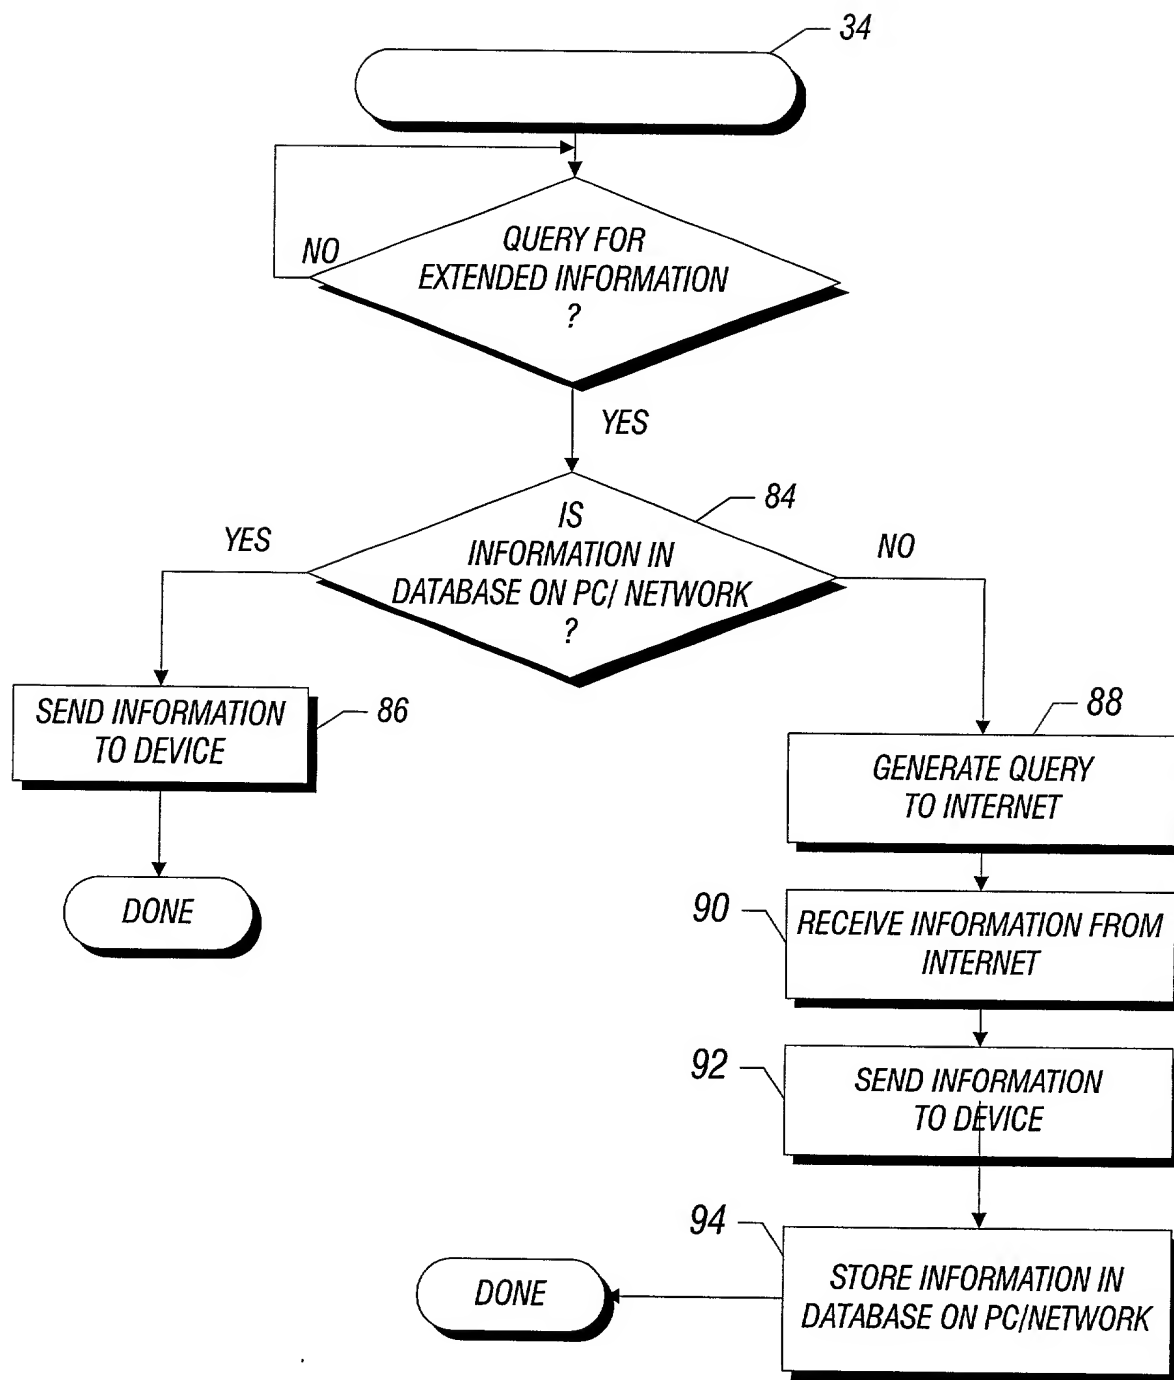 34
QUERY FOR
EXTENDED INFORMATION
?
NO
YES
84
IS
INFORMATION IN
DATABASE ON PC/ NETWORK
?
YES
NO
SEND INFORMATION
TO DEVICE
86
DONE
88
GENERATE QUERY
TO INTERNET
90
RECEIVE INFORMATION FROM
INTERNET
92
SEND INFORMATION
TO DEVICE
94
STORE INFORMATION IN
DATABASE ON PC/NETWORK
DONE